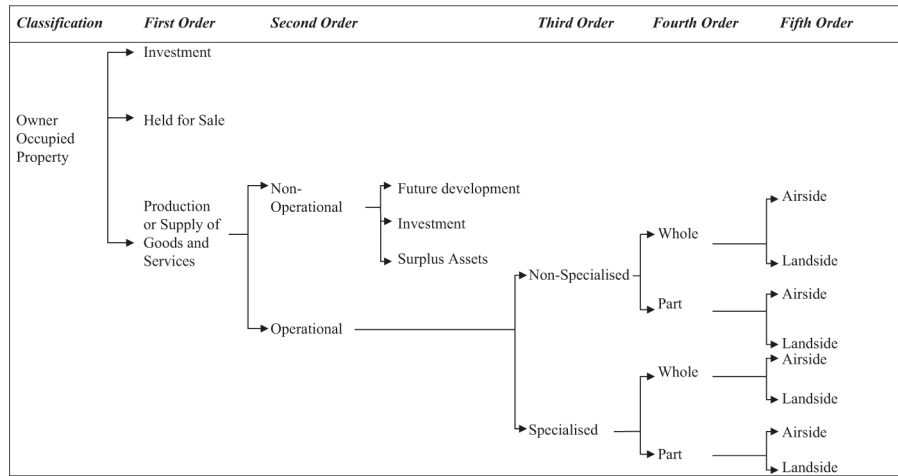 Classification First Order Second Order Third Order Fourth Order Fifth Order
Investment
Held for Sale
Owner
Occupied
Property
Production
or Supply of
Goods and
Services
Non-
Operational
Future development
Investment
Surplus Assets
Operational
Non-Specialised
Whole
Airside
Landside
Part
Airside
Landside
Specialised
Whole
Airside
Landside
Part
Airside
Landside